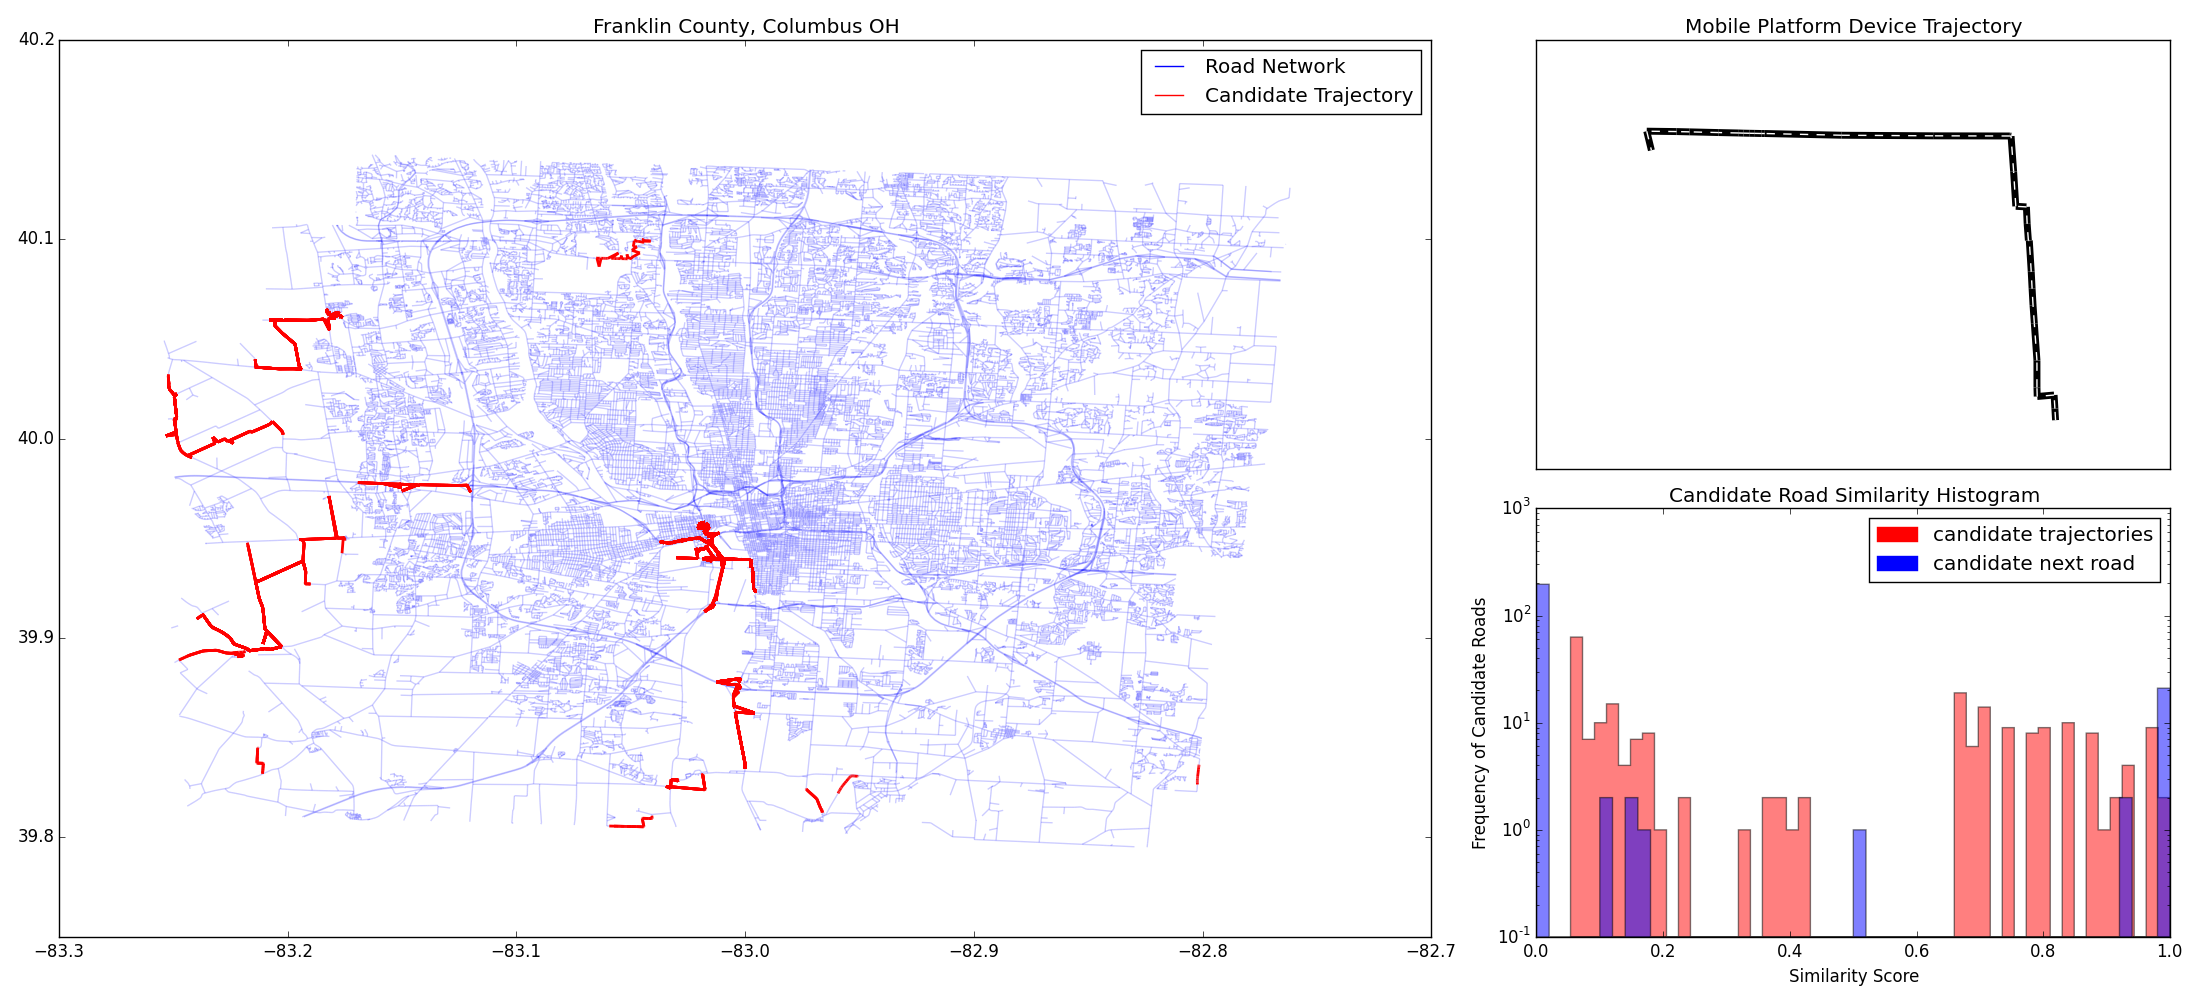 Franklin County, Columbus OH
40.2
40.1
40.0
39.9
39.8
−83.3
−83.2
−83.1
−83.0
−82.9
−82.8
−82.7
Road Network
Candidate Trajectory
Mobile Platform Device Trajectory
Candidate Road Similarity Histogram
candidate trajectories
candidate next road
Frequency of Candidate Roads
10³
10²
10¹
10⁰
10⁻¹
0.0
0.2
0.4
0.6
0.8
1.0
Similarity Score